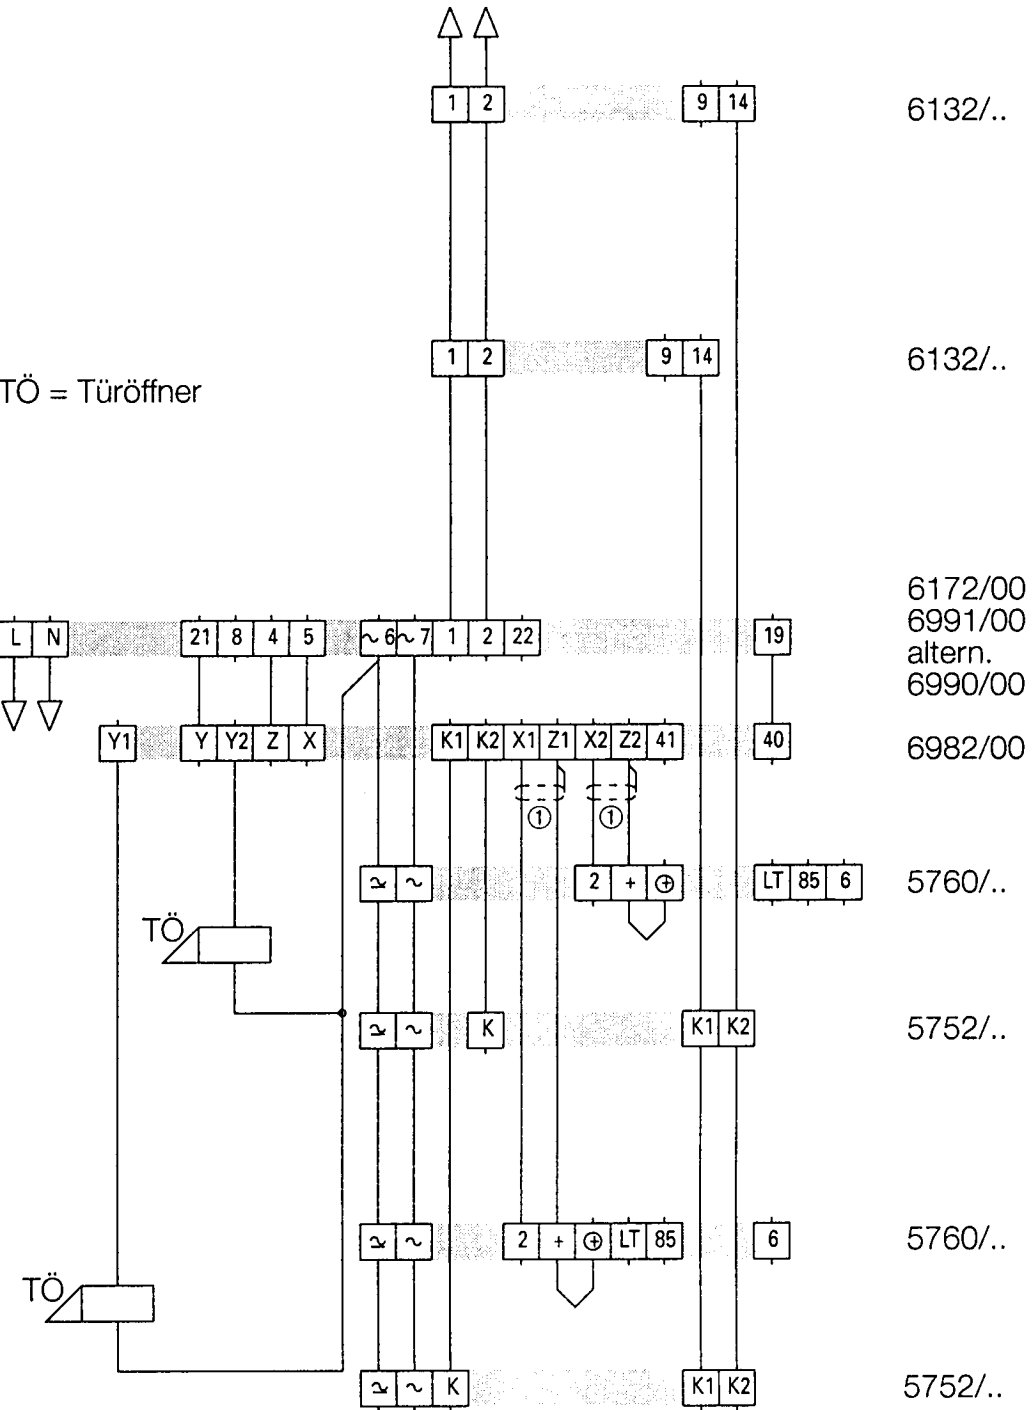 1 2 9 14 6132/..
1 2 9 14 6132/..
TÖ = Türöffner
6172/00
L N 21 8 4 5 ~6 ~7 1 2 22 19 6991/00
altern.
6990/00
Y1 Y Y2 Z X K1 K2 X1 Z1 X2 Z2 41 40 6982/00
① ①
≃ ~ 2 + ⊕ LT 85 6 5760/..
TÖ
≃ ~ K K1 K2 5752/..
≃ ~ 2 + ⊕ LT 85 6 5760/..
TÖ
≃ ~ K K1 K2 5752/..